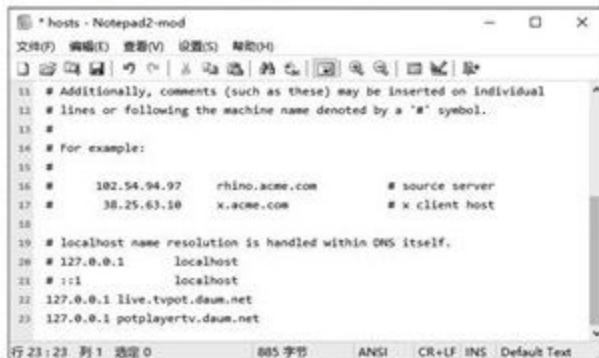 * hosts - Notepad2-mod
文件(F) 编辑(E) 查看(V) 设置(S) 帮助(H)
11 # Additionally, comments (such as these) may be inserted on individual
12 # lines or following the machine name denoted by a '#' symbol.
13 #
14 # For example:
15 #
16 # 102.54.94.97 rhino.acme.com # source server
17 # 38.25.63.10 x.acme.com # x client host
18
19 # localhost name resolution is handled within DNS itself.
20 # 127.0.0.1 localhost
21 # ::1 localhost
22 127.0.0.1 live.tvpot.daum.net
23 127.0.0.1 potplayertv.daum.net
行 23 : 23 列 1 选定 0 885 字节 ANSI CR+LF INS Default Text